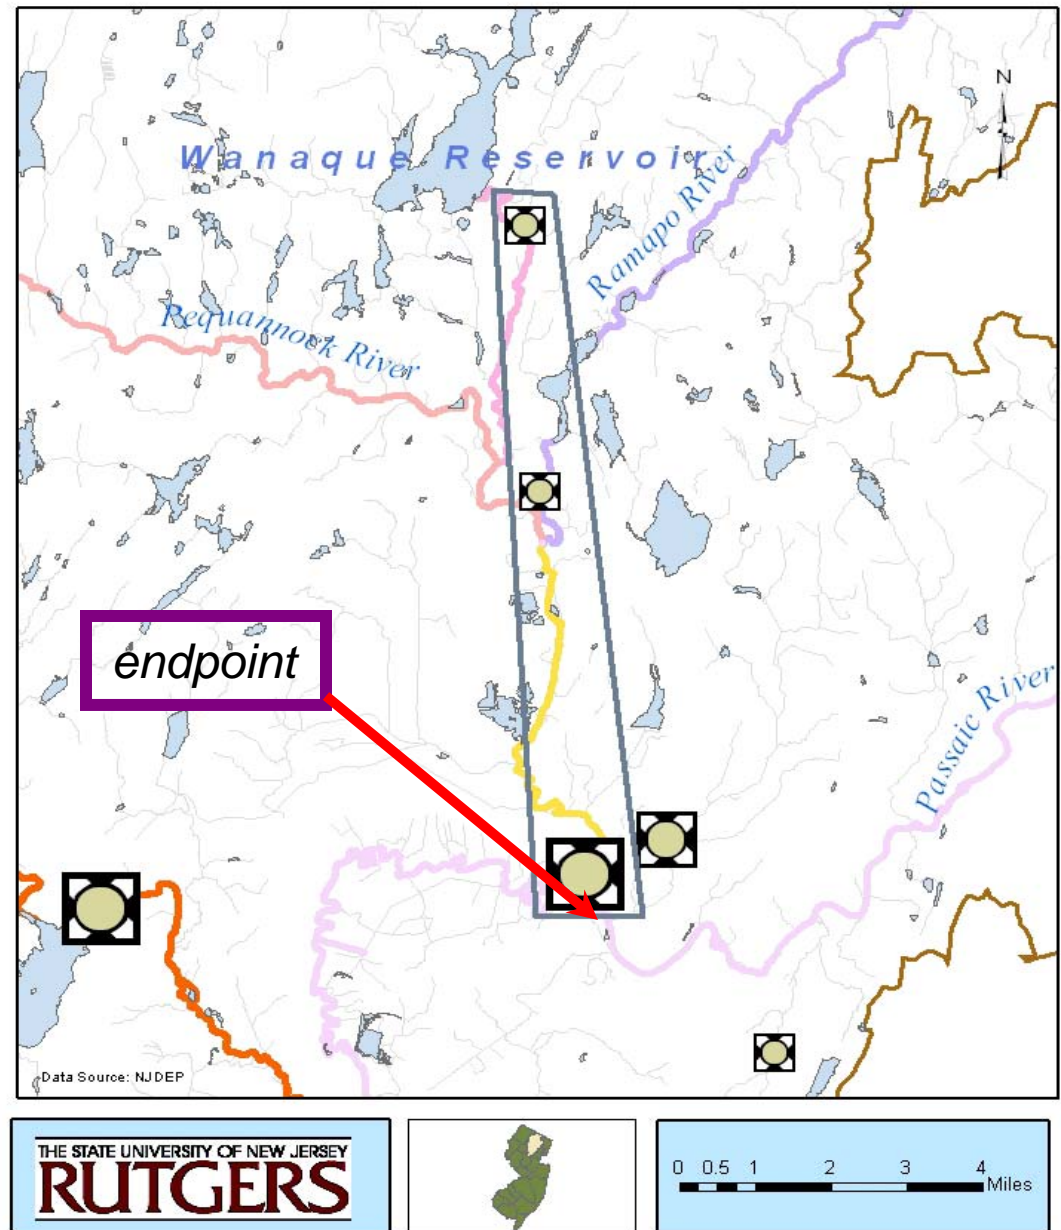 N
Wanaque Reservoir
Ramapo River
Pequannock River
endpoint
Passaic River
Data Source: NJDEP
THE STATE UNIVERSITY OF NEW JERSEY
RUTGERS
0 0.5 1 2 3 4
Miles